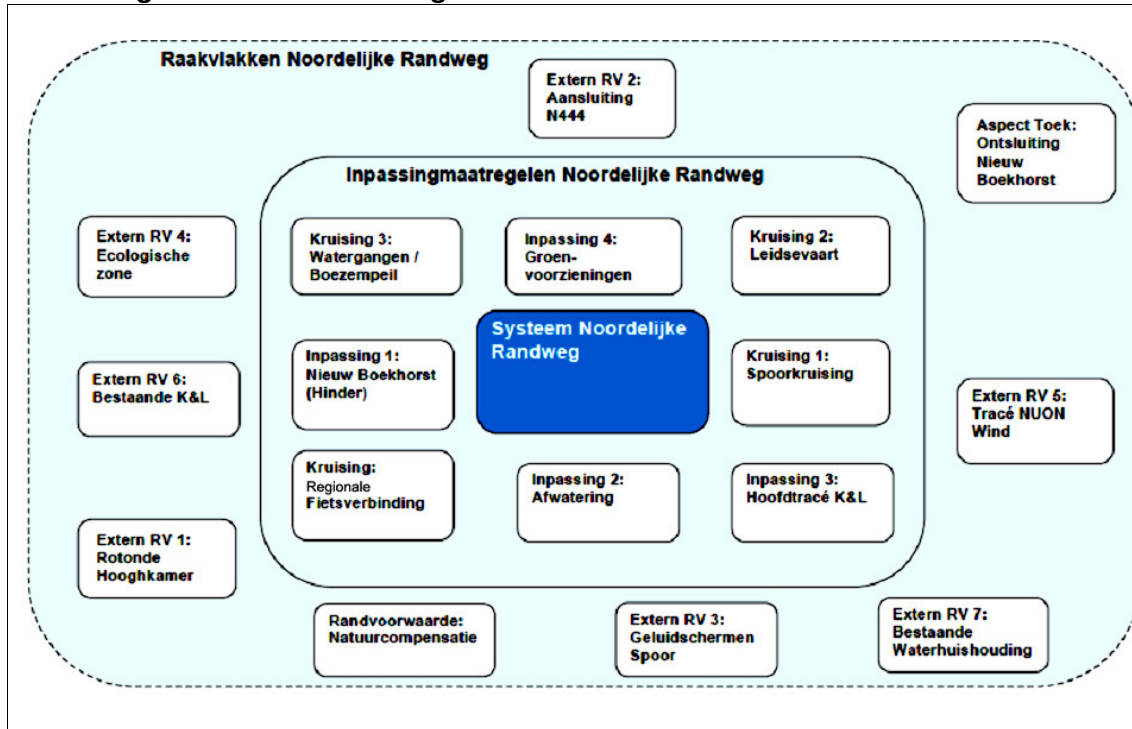 Raakvlakken Noordelijke Randweg
Extern RV 2:
Aansluiting
N444
Aspect Toek:
Ontsluiting
Nieuw
Boekhorst
Inpassingmaatregelen Noordelijke Randweg
Extern RV 4:
Ecologische
zone
Kruising 3:
Watergangen /
Boezempeil
Inpassing 4:
Groen-
voorzieningen
Kruising 2:
Leidsevaart
Systeem Noordelijke
Randweg
Inpassing 1:
Nieuw Boekhorst
(Hinder)
Kruising 1:
Spoorkruising
Extern RV 6:
Bestaande K&L
Extern RV 5:
Tracé NUON
Wind
Kruising:
Regionale
Fietsverbinding
Inpassing 2:
Afwatering
Inpassing 3:
Hoofdtracé K&L
Extern RV 1:
Rotonde
Hooghkamer
Randvoorwaarde:
Natuurcompensatie
Extern RV 3:
Geluidschermen
Spoor
Extern RV 7:
Bestaande
Waterhuishouding